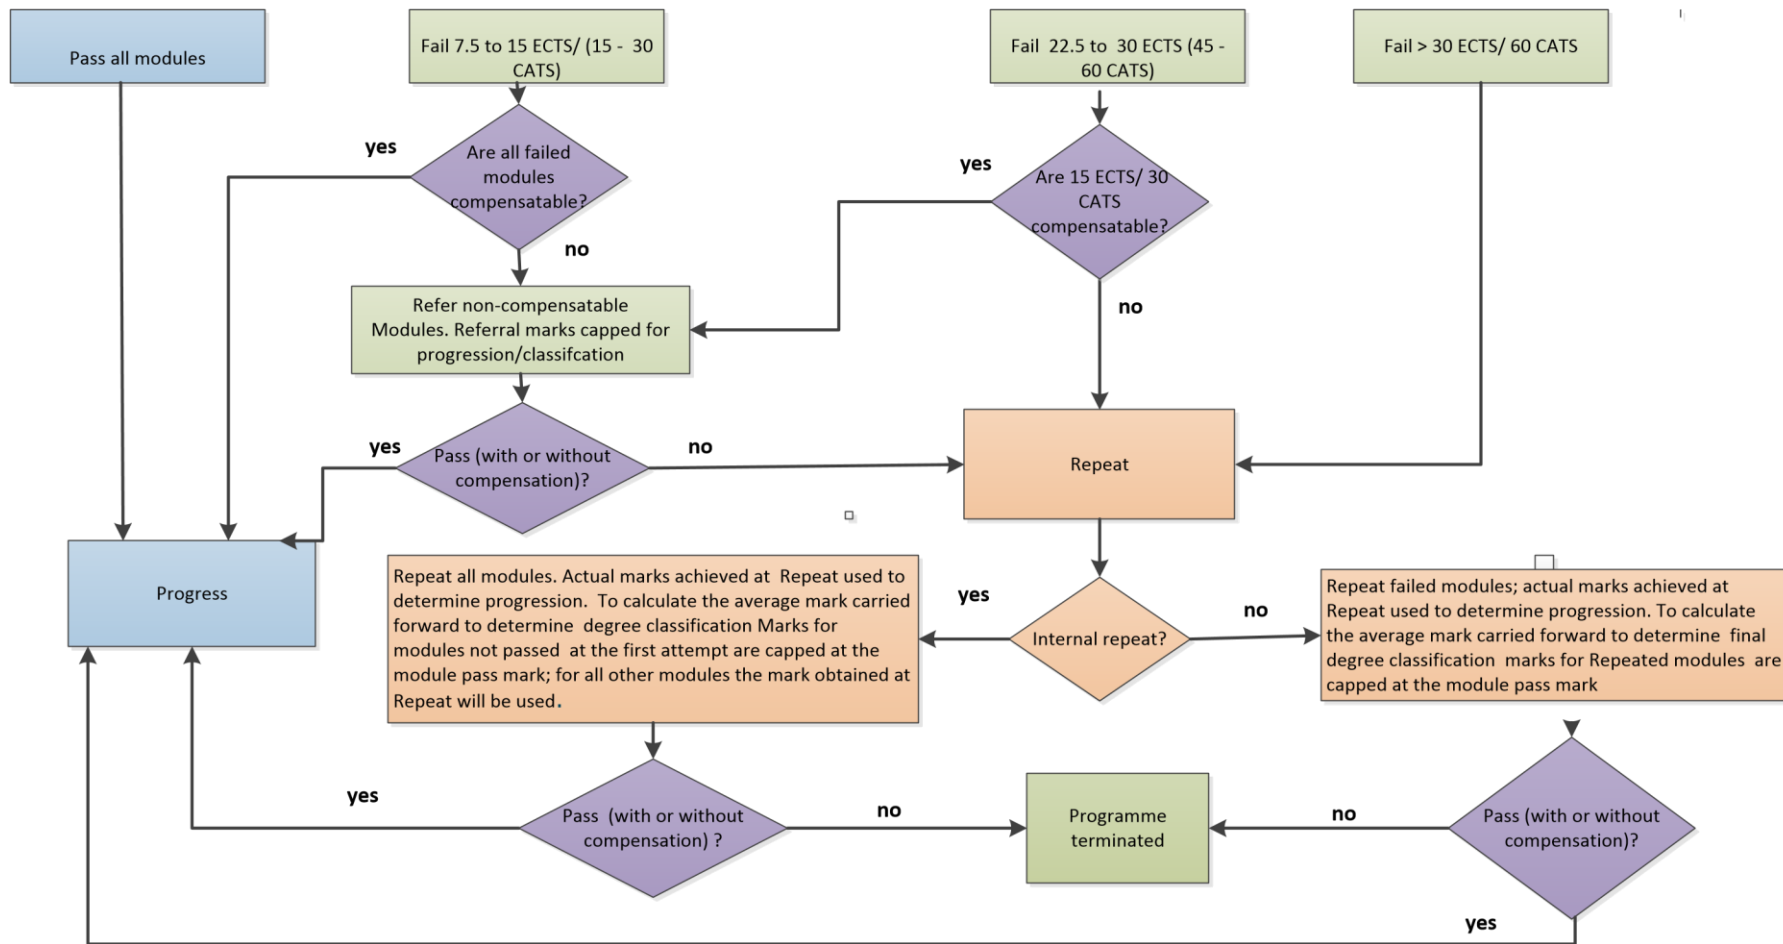 Pass all modules
Fail 7.5 to 15 ECTS/ (15 - 30
CATS)
Fail 22.5 to 30 ECTS (45 -
60 CATS)
Fail > 30 ECTS/ 60 CATS
yes
Are all failed
modules
compensatable?
no
yes
Are 15 ECTS/ 30
CATS
compensatable?
no
Refer non-compensatable
Modules. Referral marks capped for
progression/classifcation
yes
Pass (with or without
compensation)?
no
Repeat
Progress
Repeat all modules. Actual marks achieved at Repeat used to
determine progression. To calculate the average mark carried
forward to determine degree classification Marks for
modules not passed at the first attempt are capped at the
module pass mark; for all other modules the mark obtained at
Repeat will be used.
yes
Internal repeat?
no
Repeat failed modules; actual marks achieved at
Repeat used to determine progression. To calculate
the average mark carried forward to determine final
degree classification marks for Repeated modules are
capped at the module pass mark
yes
Pass (with or without
compensation) ?
no
Programme
terminated
no
Pass (with or without
compensation)?
yes